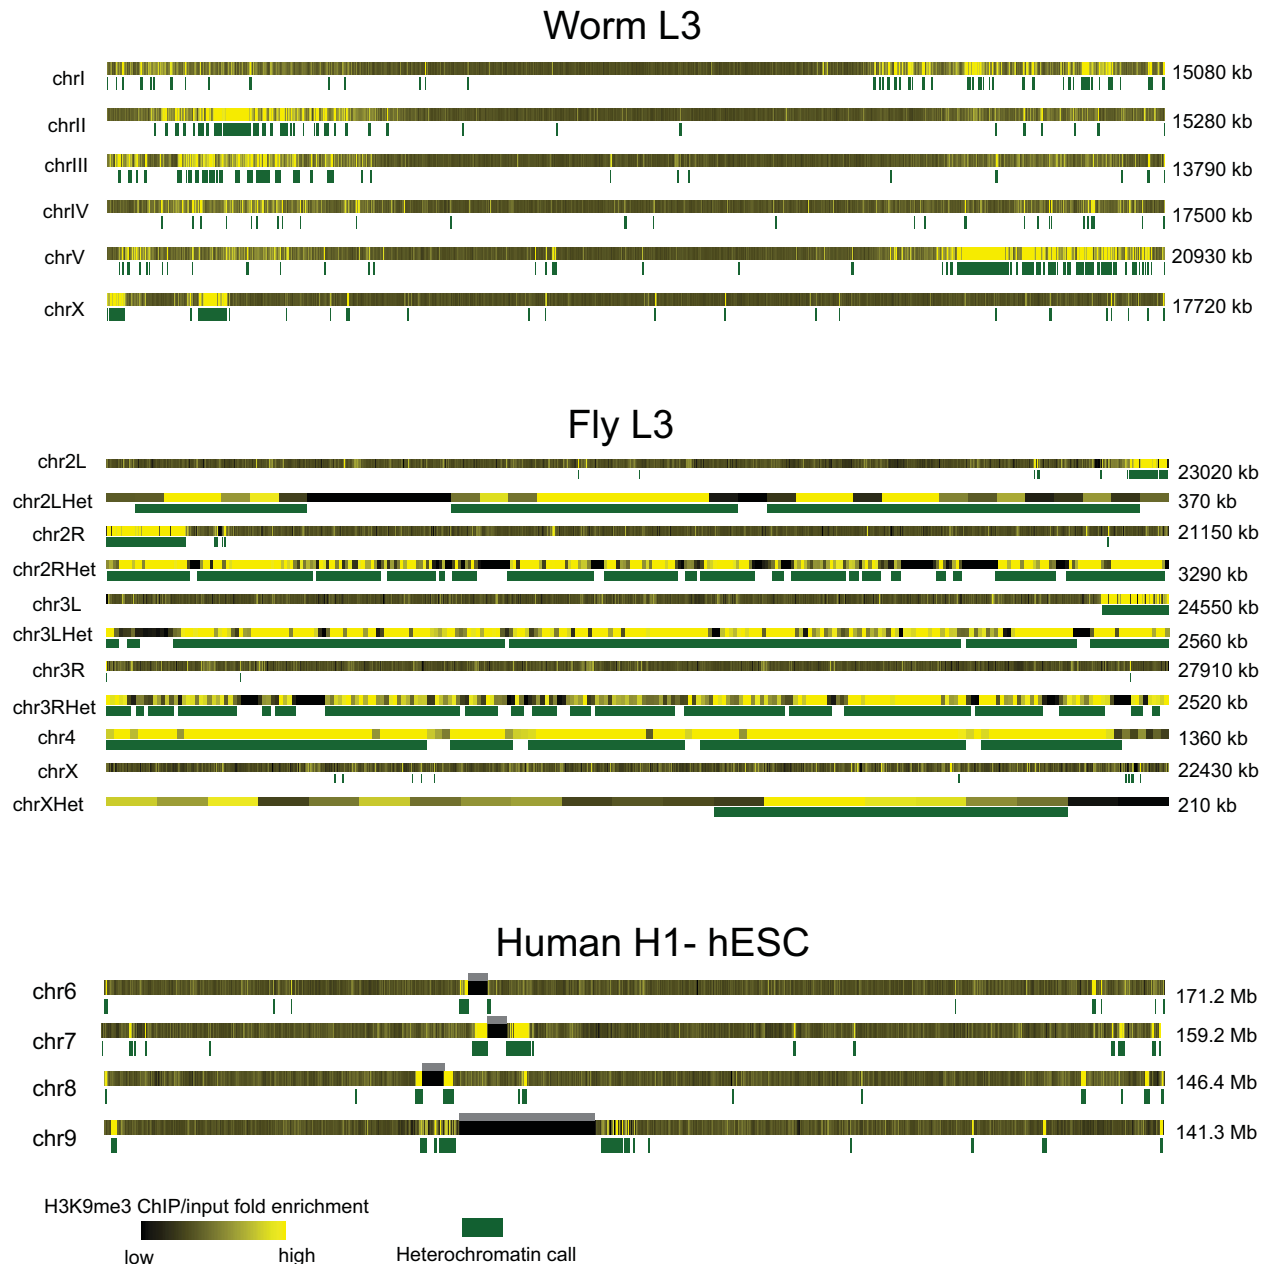 Worm L3
chrI 15080 kb
chrII 15280 kb
chrIII 13790 kb
chrIV 17500 kb
chrV 20930 kb
chrX 17720 kb
Fly L3
chr2L 23020 kb
chr2LHet 370 kb
chr2R 21150 kb
chr2RHet 3290 kb
chr3L 24550 kb
chr3LHet 2560 kb
chr3R 27910 kb
chr3RHet 2520 kb
chr4 1360 kb
chrX 22430 kb
chrXHet 210 kb
Human H1- hESC
chr6 171.2 Mb
chr7 159.2 Mb
chr8 146.4 Mb
chr9 141.3 Mb
H3K9me3 ChIP/input fold enrichment
low high Heterochromatin call